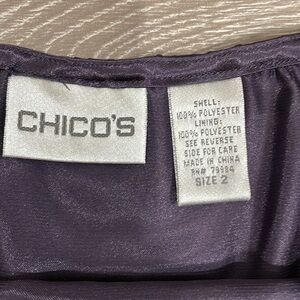 CHICO'S
SHELL:
100% POLYESTER
LINING:
100% POLYESTER
SEE REVERSE
SIDE FOR CARE
MADE IN CHINA
RN# 79984
SIZE 2